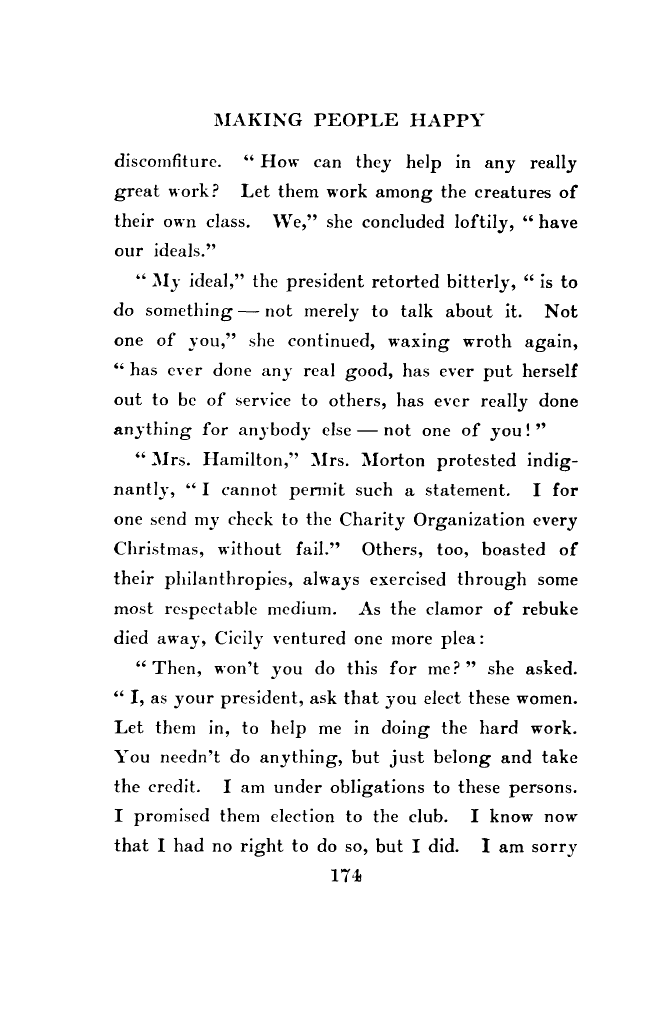 MAKING PEOPLE HAPPY
discomfiture. “ How can they help in any really
great work? Let them work among the creatures of
their own class. We,” she concluded loftily, “ have
our ideals.”
“ My ideal,” the president retorted bitterly, “ is to
do something — not merely to talk about it. Not
one of you,” she continued, waxing wroth again,
“ has ever done any real good, has ever put herself
out to be of service to others, has ever really done
anything for anybody else — not one of you! ”
“ Mrs. Hamilton,” Mrs. Morton protested indig-
nantly, “ I cannot permit such a statement. I for
one send my check to the Charity Organization every
Christmas, without fail.” Others, too, boasted of
their philanthropies, always exercised through some
most respectable medium. As the clamor of rebuke
died away, Cicily ventured one more plea:
“ Then, won't you do this for me? ” she asked.
“ I, as your president, ask that you elect these women.
Let them in, to help me in doing the hard work.
You needn't do anything, but just belong and take
the credit. I am under obligations to these persons.
I promised them election to the club. I know now
that I had no right to do so, but I did. I am sorry
174